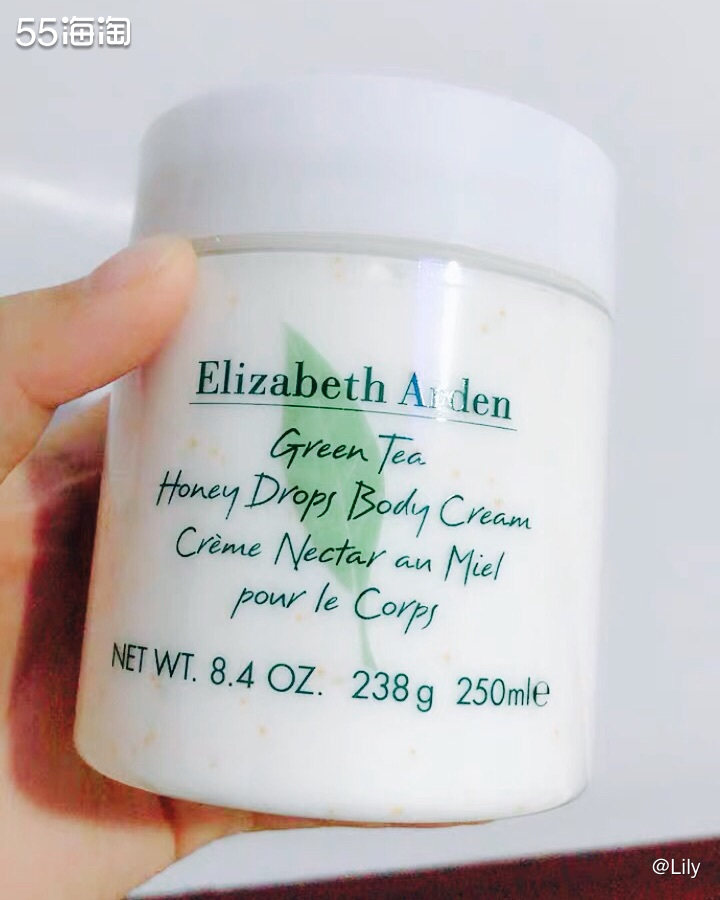 55海淘
Elizabeth Arden
Green Tea
Honey Drops Body Cream
Crème Nectar au Miel
pour le Corps
NET WT. 8.4 OZ. 238g 250ml℮
@Lily